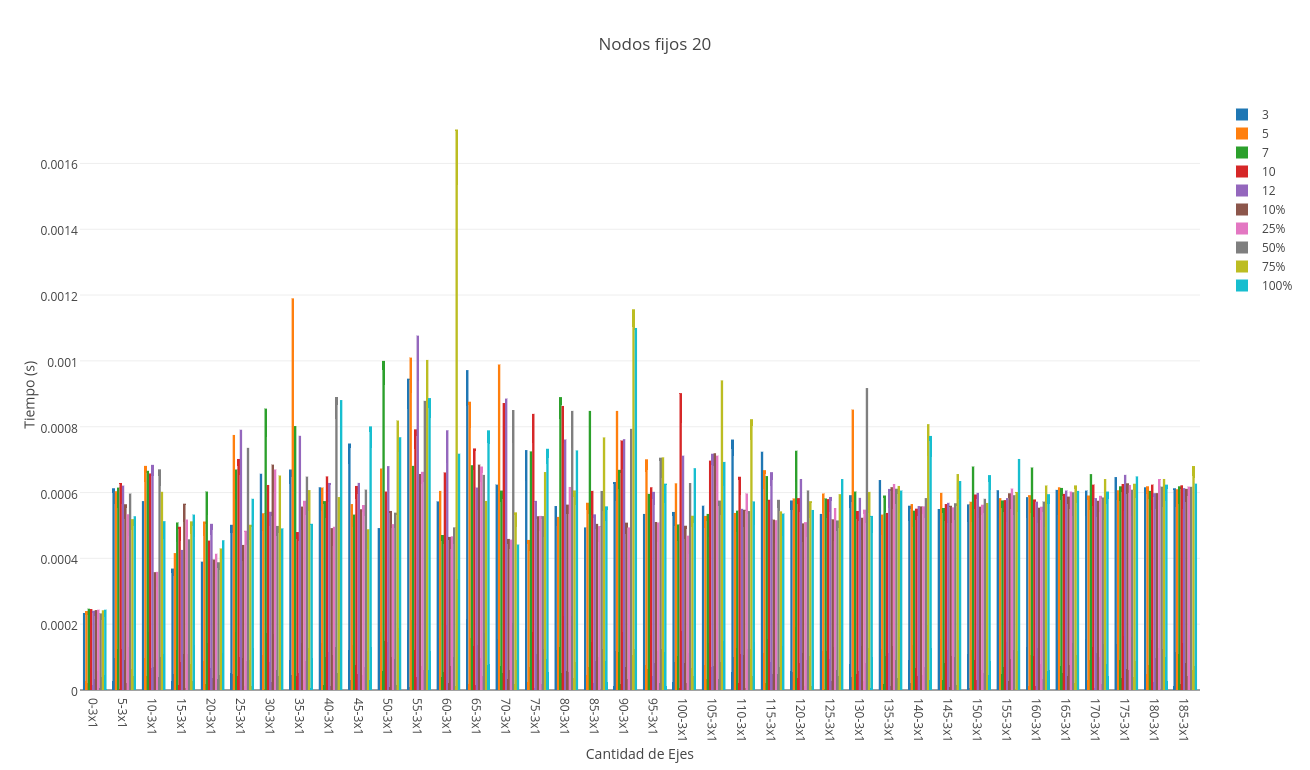 Nodos fijos 20
3
5
7
10
12
10%
25%
50%
75%
100%
Tiempo (s)
0.0016
0.0014
0.0012
0.001
0.0008
0.0006
0.0004
0.0002
0
0-3x1
5-3x1
10-3x1
15-3x1
20-3x1
25-3x1
30-3x1
35-3x1
40-3x1
45-3x1
50-3x1
55-3x1
60-3x1
65-3x1
70-3x1
75-3x1
80-3x1
85-3x1
90-3x1
95-3x1
100-3x1
105-3x1
110-3x1
115-3x1
120-3x1
125-3x1
130-3x1
135-3x1
140-3x1
145-3x1
150-3x1
155-3x1
160-3x1
165-3x1
170-3x1
175-3x1
180-3x1
185-3x1
Cantidad de Ejes